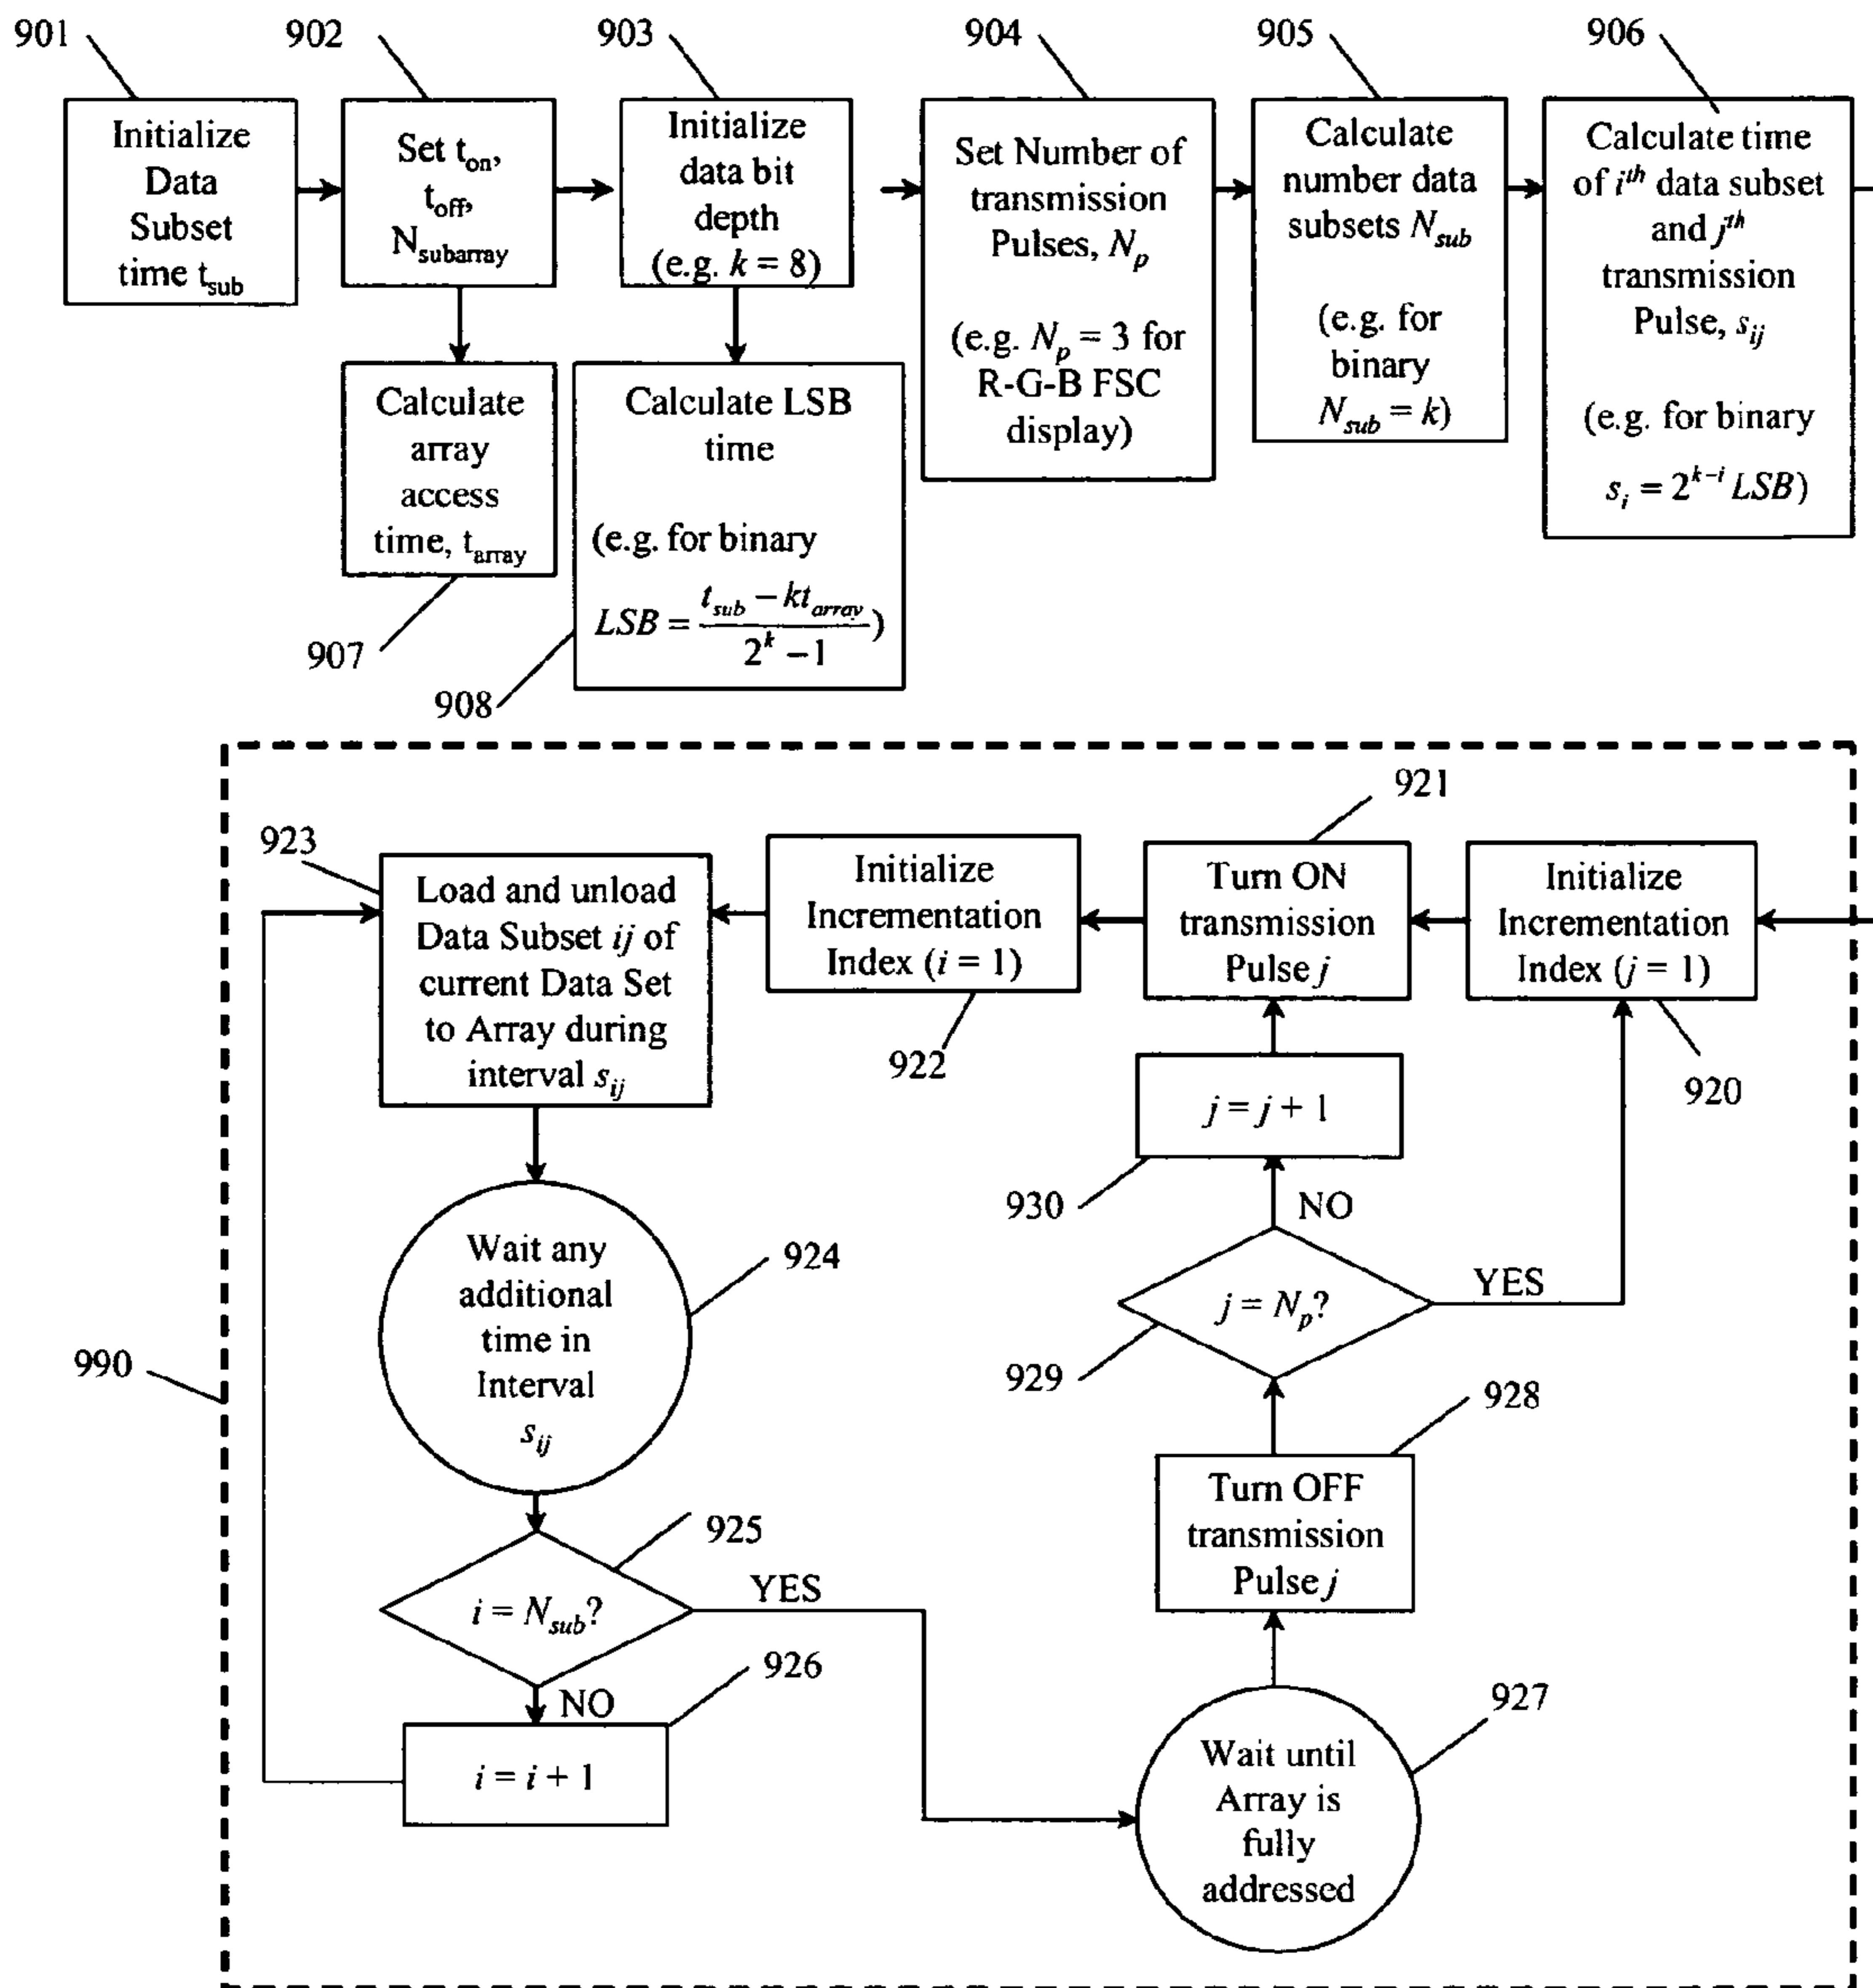 901
902
903
904
905
906
Initialize
Data
Subset
time t_sub
Set t_on,
t_off,
N_subarray
Initialize
data bit
depth
(e.g. k = 8)
Set Number of
transmission
Pulses, N_p
(e.g. N_p = 3 for
R-G-B FSC
display)
Calculate
number data
subsets N_sub
(e.g. for
binary
N_sub = k)
Calculate time
of i^th data subset
and j^th
transmission
Pulse, s_ij
(e.g. for binary
s_i = 2^{k-i} LSB)
Calculate
array
access
time, t_array
907
Calculate LSB
time
(e.g. for binary
LSB = \frac{t_sub - kt_array}{2^k - 1})
908
990
920
Initialize
Incrementation
Index (j = 1)
921
Turn ON
transmission
Pulse j
922
Initialize
Incrementation
Index (i = 1)
923
Load and unload
Data Subset ij of
current Data Set
to Array during
interval s_ij
924
Wait any
additional
time in
Interval
s_ij
925
i = N_sub?
YES
NO
926
i = i + 1
927
Wait until
Array is
fully
addressed
928
Turn OFF
transmission
Pulse j
929
j = N_p?
YES
NO
930
j = j + 1